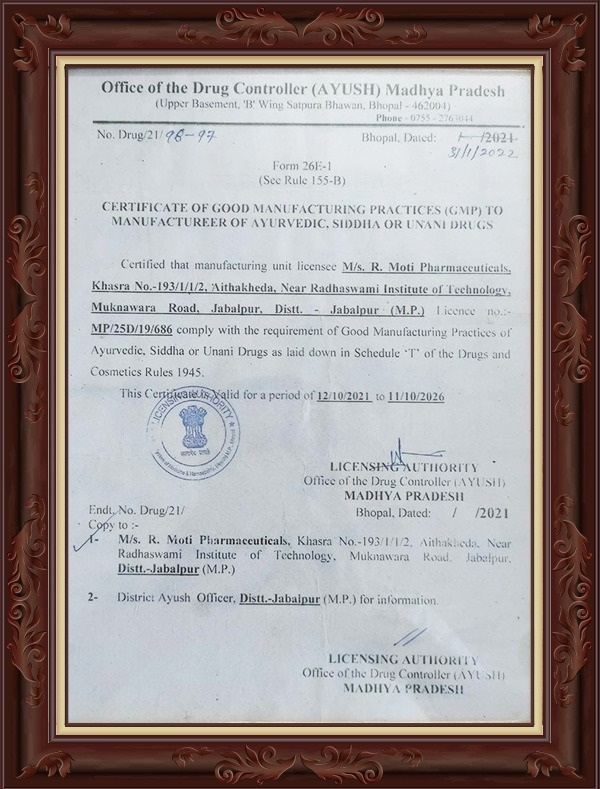 Office of the Drug Controller (AYUSH) Madhya Pradesh
(Upper Basement, 'B' Wing Satpura Bhawan, Bhopal - 462004)
Phone - 0755 - 2763044
No. Drug/21/ 96-97
Bhopal, Dated: / /2021
31/1/2022
Form 26E-1
(See Rule 155-B)
CERTIFICATE OF GOOD MANUFACTURING PRACTICES (GMP) TO
MANUFACTUREER OF AYURVEDIC, SIDDHA OR UNANI DRUGS
Certified that manufacturing unit licensee M/s. R. Moti Pharmaceuticals,
Khasra No.-193/1/1/2, Aithakheda, Near Radhaswami Institute of Technology,
Muknawara Road, Jabalpur, Distt. - Jabalpur (M.P.) Licence no.:-
MP/25D/19/686 comply with the requirement of Good Manufacturing Practices of
Ayurvedic, Siddha or Unani Drugs as laid down in Schedule 'T' of the Drugs and
Cosmetics Rules 1945.
This Certificate Valid for a period of 12/10/2021 to 11/10/2026
LICENSING AUTHORITY
LICENSING AUTHORITY
Office of the Drug Controller (AYUSH)
MADHYA PRADESH
Endt. No. Drug/21/
Bhopal, Dated: / /2021
Copy to :-
1- M/s. R. Moti Pharmaceuticals, Khasra No.-193/1/1/2, Aithakheda, Near
Radhaswami Institute of Technology, Muknawara Road, Jabalpur,
Distt.-Jabalpur (M.P.)
2- District Ayush Officer, Distt.-Jabalpur (M.P.) for information.
LICENSING AUTHORITY
Office of the Drug Controller (AYUSH)
MADHYA PRADESH